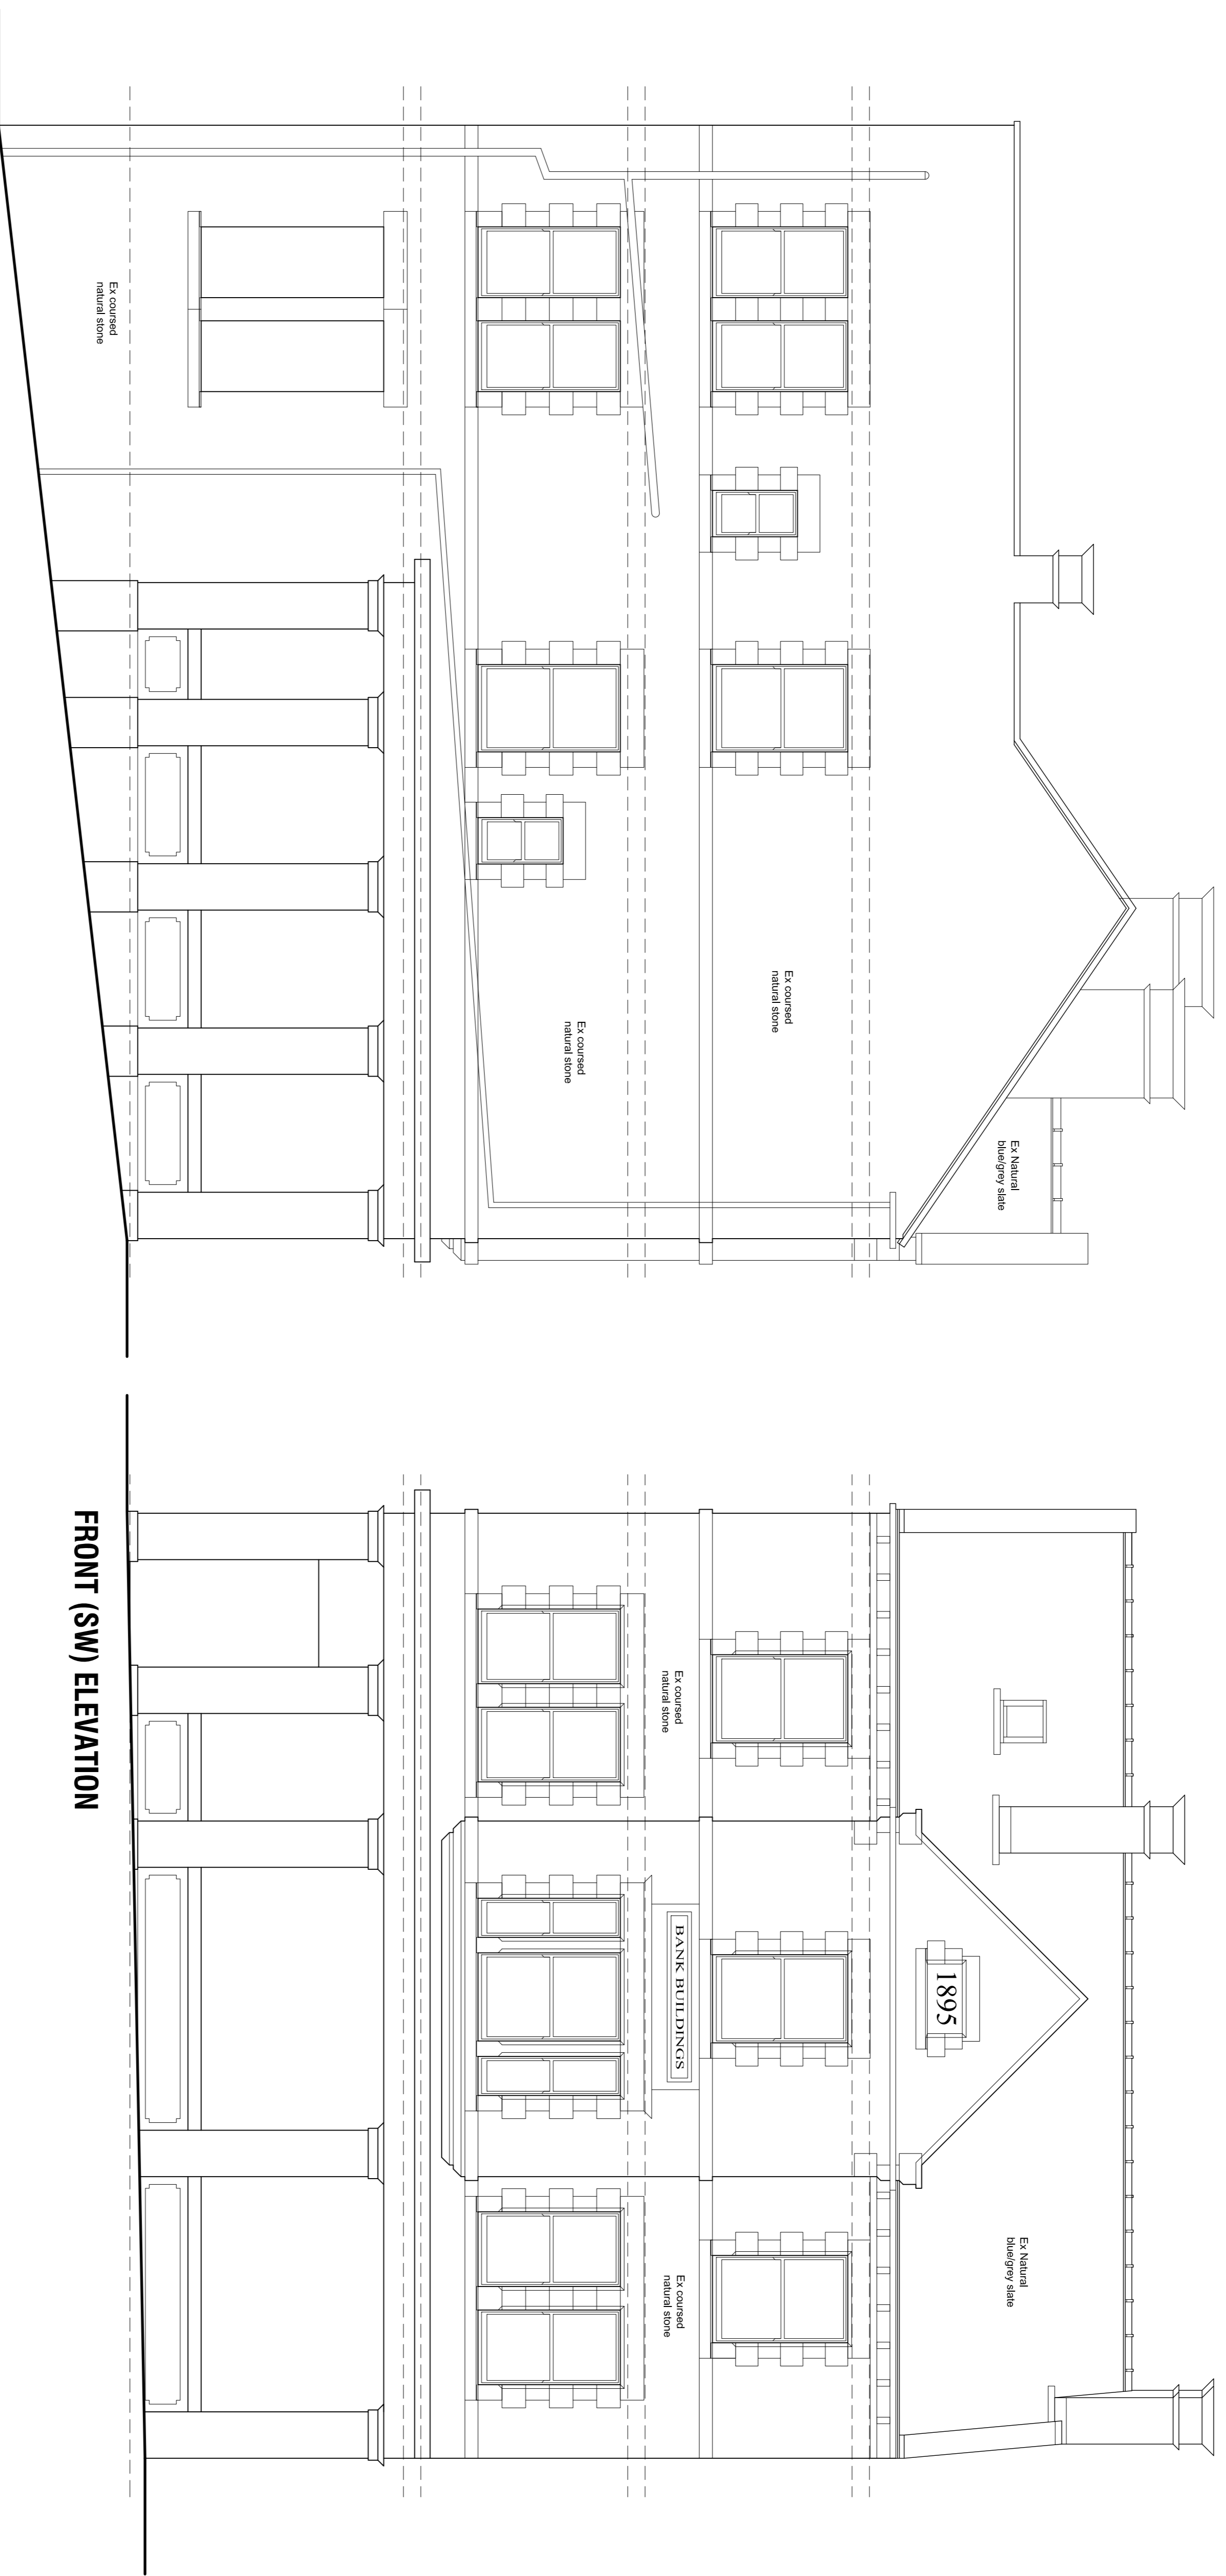 Ex Natural
blue/grey slate
Ex coursed
natural stone
Ex coursed
natural stone
Ex coursed
natural stone
1895
Ex Natural
blue/grey slate
BANK BUILDINGS
Ex coursed
natural stone
Ex coursed
natural stone
FRONT (SW) ELEVATION